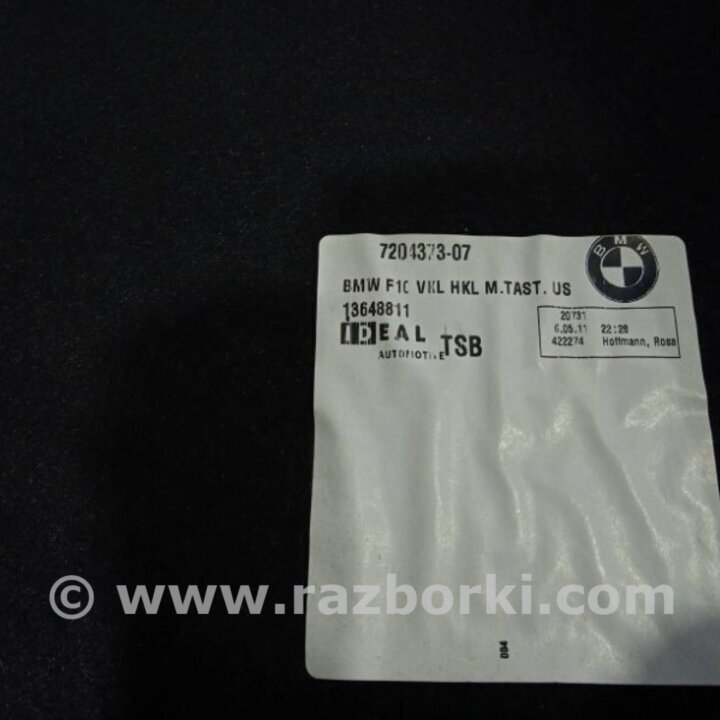 7204373-07
BMW
BMW F10 VKL HKL M.TAST. US
13648811
IDEAL
AUTOMOTIVE
TSB
20731
6.05.11 22:28
422274 Hoffmann, Rosa
© www.razborki.com
004